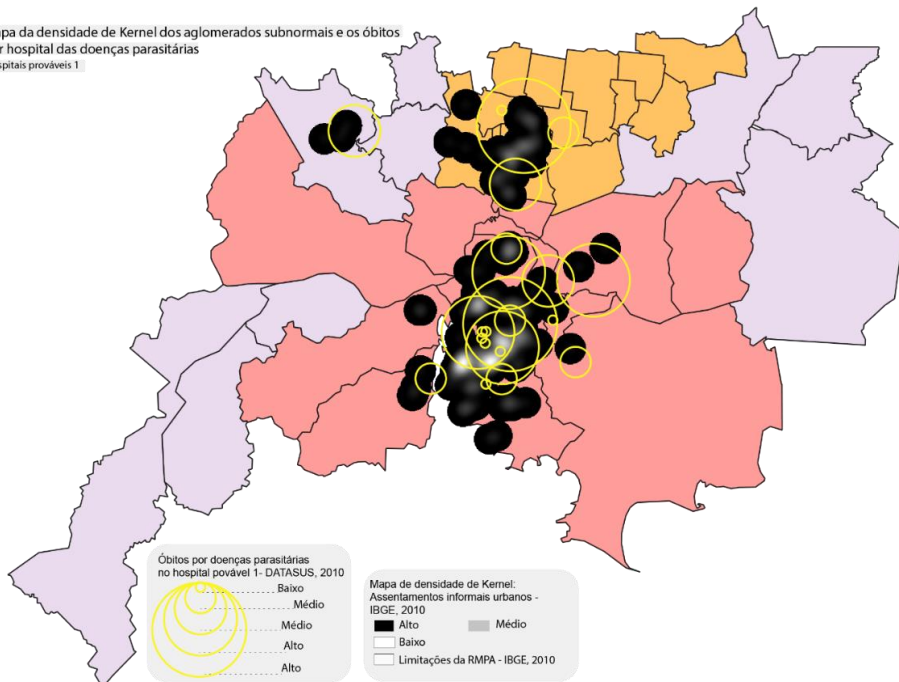 apa da densidade de Kernel dos aglomerados subnormais e os óbitos
r hospital das doenças parasitárias
spitais prováveis 1
Óbitos por doenças parasitárias
no hospital povável 1- DATASUS, 2010
Baixo
Médio
Médio
Alto
Alto
Mapa de densidade de Kernel:
Assentamentos informais urbanos -
IBGE, 2010
Alto Médio
Baixo
Limitações da RMPA - IBGE, 2010